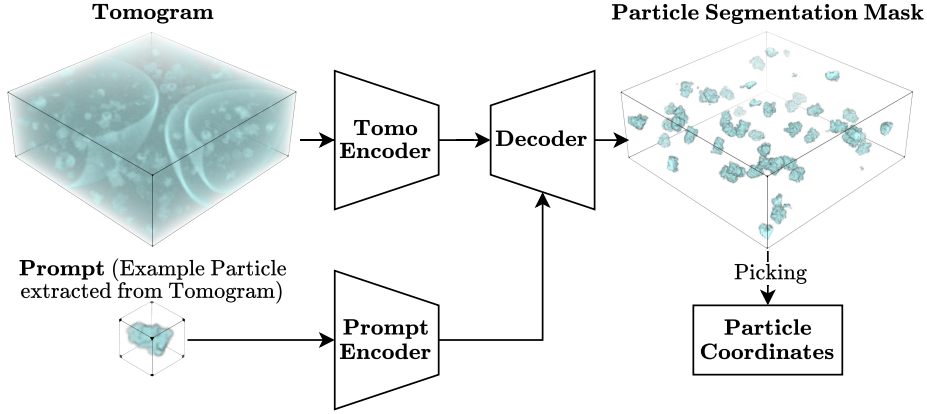 Tomogram
Particle Segmentation Mask
Tomo
Encoder
Decoder
Prompt (Example Particle
extracted from Tomogram)
Prompt
Encoder
Picking
Particle
Coordinates